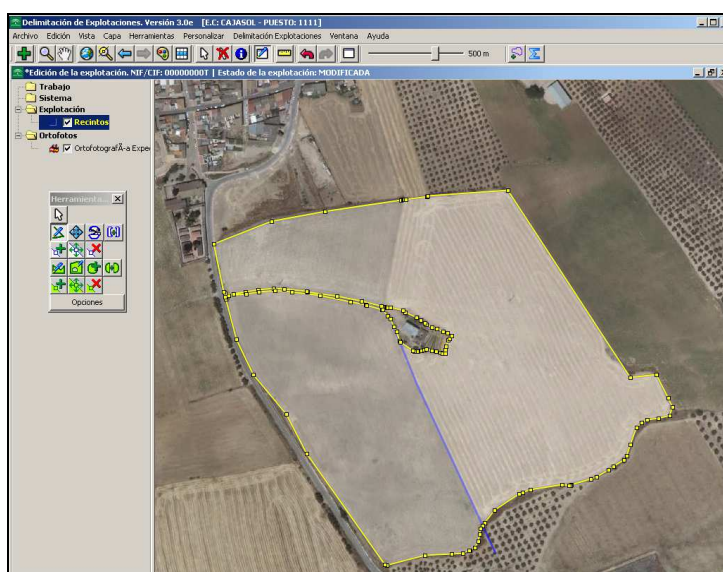 Delimitación de Explotaciones. Versión 3.0e [E.C: CAJASOL - PUESTO: 1111]
Archivo Edición Vista Capa Herramientas Personalizar Delimitación Explotaciones Ventana Ayuda
500 m
*Edición de la explotación. NIF/CIF: 00000000T | Estado de la explotación: MODIFICADA
Trabajo
Sistema
Explotación
Recintos
Ortofotos
OrtofotografÃ-a Expe
Herramienta...
Opciones